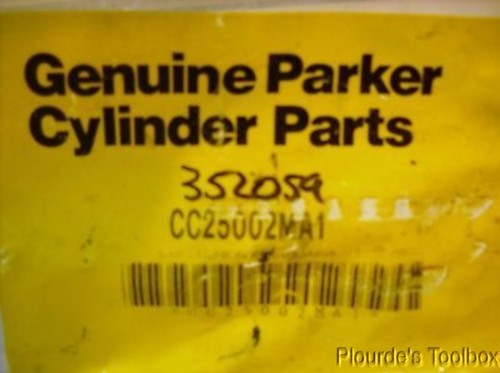 Genuine Parker
Cylinder Parts
352059
CC25002MA1
Plourde's Toolbox